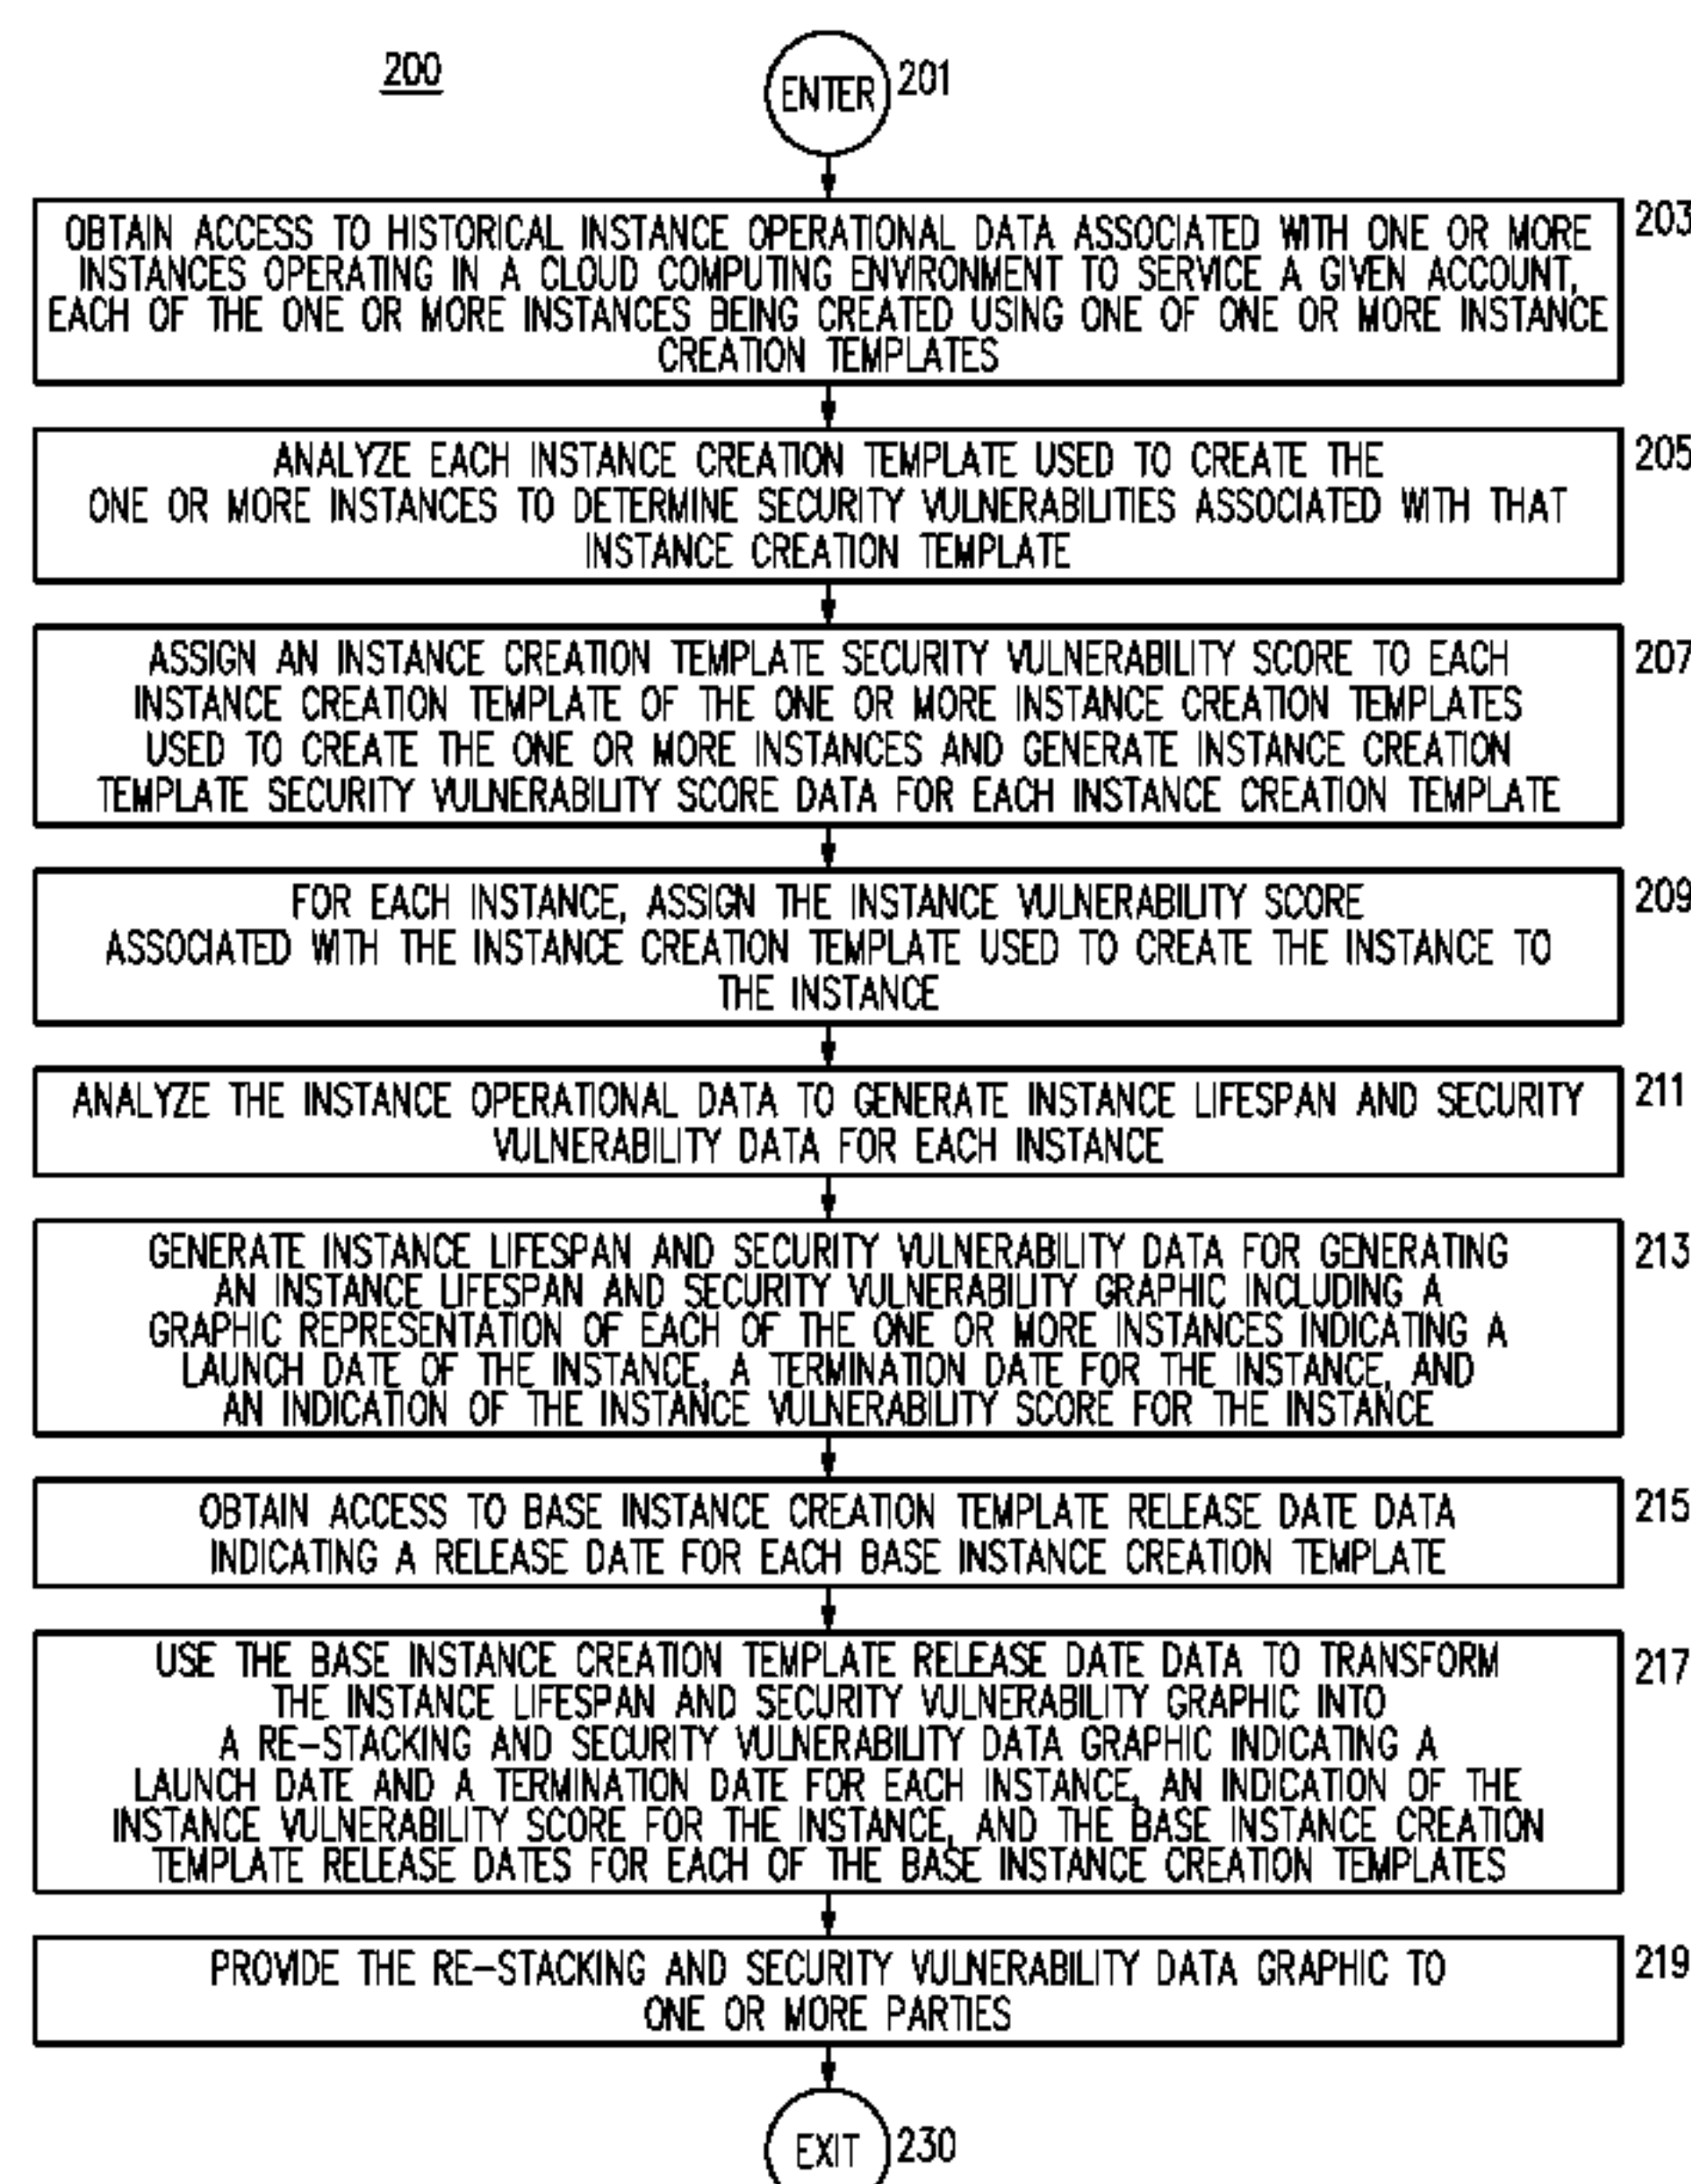 200
ENTER 201
203
OBTAIN ACCESS TO HISTORICAL INSTANCE OPERATIONAL DATA ASSOCIATED WITH ONE OR MORE
INSTANCES OPERATING IN A CLOUD COMPUTING ENVIRONMENT TO SERVICE A GIVEN ACCOUNT,
EACH OF THE ONE OR MORE INSTANCES BEING CREATED USING ONE OF ONE OR MORE INSTANCE
CREATION TEMPLATES
205
ANALYZE EACH INSTANCE CREATION TEMPLATE USED TO CREATE THE
ONE OR MORE INSTANCES TO DETERMINE SECURITY VULNERABILITIES ASSOCIATED WITH THAT
INSTANCE CREATION TEMPLATE
207
ASSIGN AN INSTANCE CREATION TEMPLATE SECURITY VULNERABILITY SCORE TO EACH
INSTANCE CREATION TEMPLATE OF THE ONE OR MORE INSTANCE CREATION TEMPLATES
USED TO CREATE THE ONE OR MORE INSTANCES AND GENERATE INSTANCE CREATION
TEMPLATE SECURITY VULNERABILITY SCORE DATA FOR EACH INSTANCE CREATION TEMPLATE
209
FOR EACH INSTANCE, ASSIGN THE INSTANCE VULNERABILITY SCORE
ASSOCIATED WITH THE INSTANCE CREATION TEMPLATE USED TO CREATE THE INSTANCE TO
THE INSTANCE
211
ANALYZE THE INSTANCE OPERATIONAL DATA TO GENERATE INSTANCE LIFESPAN AND SECURITY
VULNERABILITY DATA FOR EACH INSTANCE
213
GENERATE INSTANCE LIFESPAN AND SECURITY VULNERABILITY DATA FOR GENERATING
AN INSTANCE LIFESPAN AND SECURITY VULNERABILITY GRAPHIC INCLUDING A
GRAPHIC REPRESENTATION OF EACH OF THE ONE OR MORE INSTANCES INDICATING A
LAUNCH DATE OF THE INSTANCE, A TERMINATION DATE FOR THE INSTANCE, AND
AN INDICATION OF THE INSTANCE VULNERABILITY SCORE FOR THE INSTANCE
215
OBTAIN ACCESS TO BASE INSTANCE CREATION TEMPLATE RELEASE DATE DATA
INDICATING A RELEASE DATE FOR EACH BASE INSTANCE CREATION TEMPLATE
217
USE THE BASE INSTANCE CREATION TEMPLATE RELEASE DATE DATA TO TRANSFORM
THE INSTANCE LIFESPAN AND SECURITY VULNERABILITY GRAPHIC INTO
A RE-STACKING AND SECURITY VULNERABILITY DATA GRAPHIC INDICATING A
LAUNCH DATE AND A TERMINATION DATE FOR EACH INSTANCE, AN INDICATION OF THE
INSTANCE VULNERABILITY SCORE FOR THE INSTANCE, AND THE BASE INSTANCE CREATION
TEMPLATE RELEASE DATES FOR EACH OF THE BASE INSTANCE CREATION TEMPLATES
219
PROVIDE THE RE-STACKING AND SECURITY VULNERABILITY DATA GRAPHIC TO
ONE OR MORE PARTIES
EXIT 230